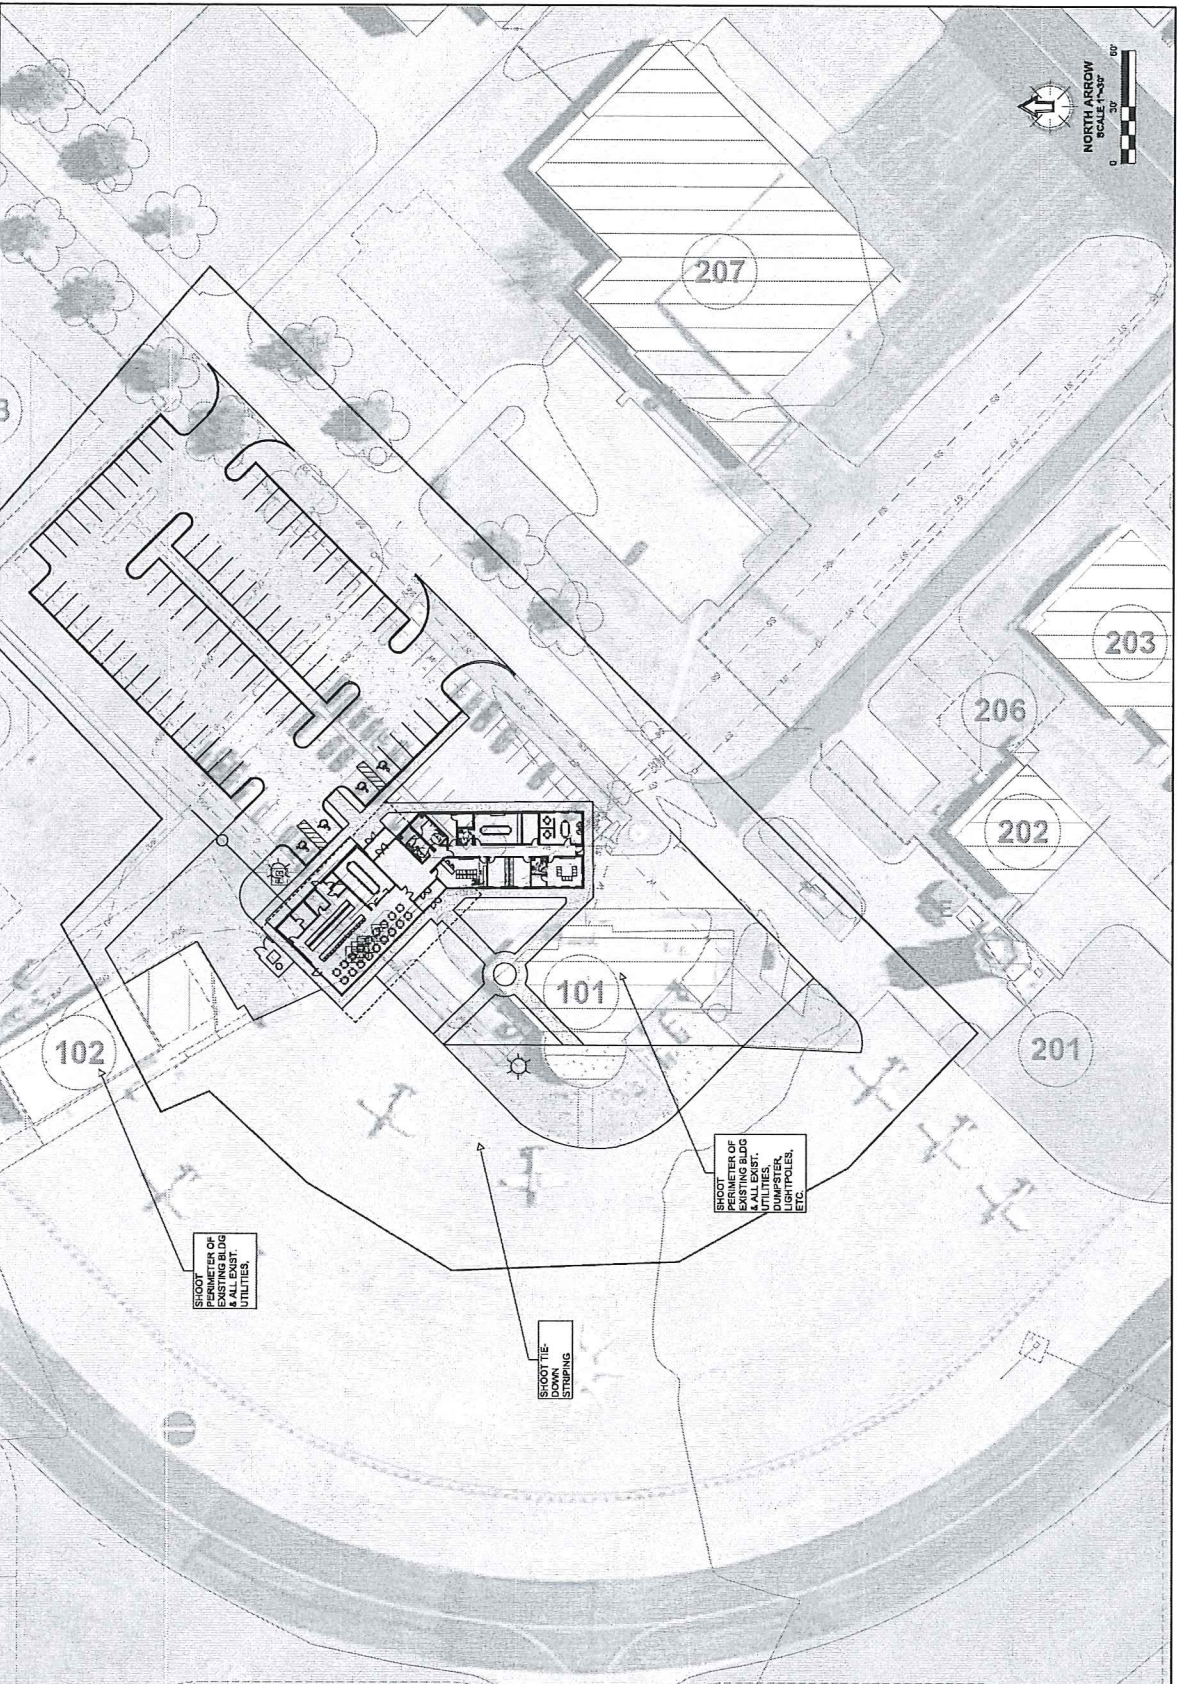 NORTH ARROW
SCALE 1"=30'
0 30' 60'
207
203
206
202
101
201
102
SHOOT
PERIMETER OF
EXISTING BLDG
& ALL EXIST.
UTILITIES,
DUMPSTER,
LIGHTPOLES,
ETC.
SHOOT
PERIMETER OF
EXISTING BLDG
& ALL EXIST.
UTILITIES,
SHOOT TIE-
DOWN
STRIPING